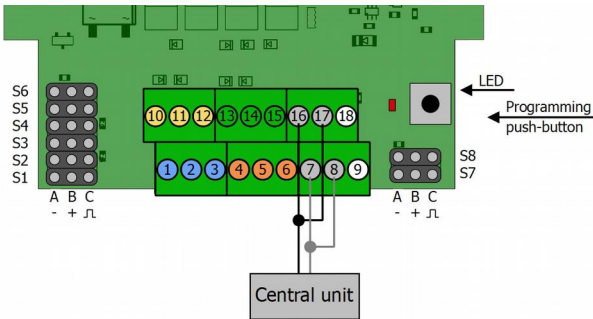 LED
Programming
push-button
S6
S5
S4
S3
S2
S1
10 11 12 13 14 15 16 17 18
1 2 3 4 5 6 7 8 9
S8
S7
A B C
- + ⎍
A B C
- + ⎍
Central unit